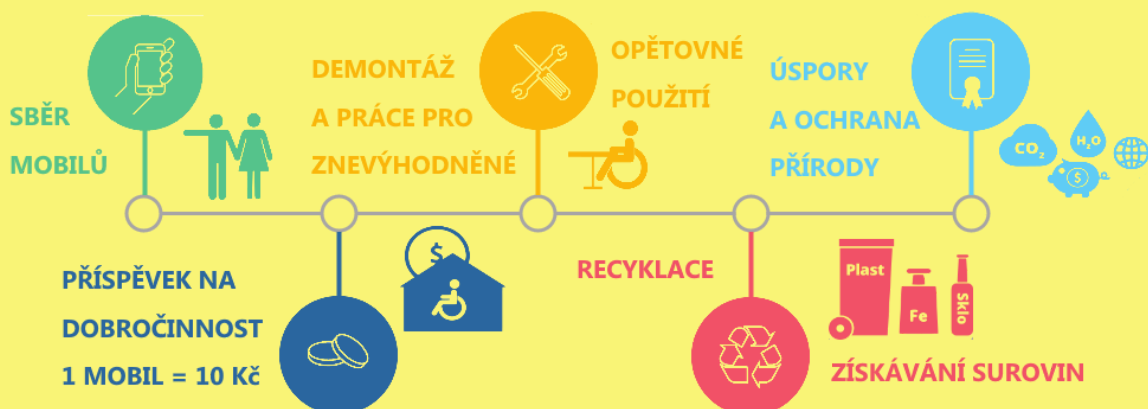 SBĚR
MOBILŮ
PŘÍSPĚVEK NA
DOBROČINNOST
1 MOBIL = 10 Kč
$
DEMONTÁŽ
A PRÁCE PRO
ZNEVÝHODNĚNÉ
OPĚTOVNÉ
POUŽITÍ
RECYKLACE
Plast
Fe
Sklo
ZÍSKÁVÁNÍ SUROVIN
ÚSPORY
A OCHRANA
PŘÍRODY
CO₂
H₂O
$